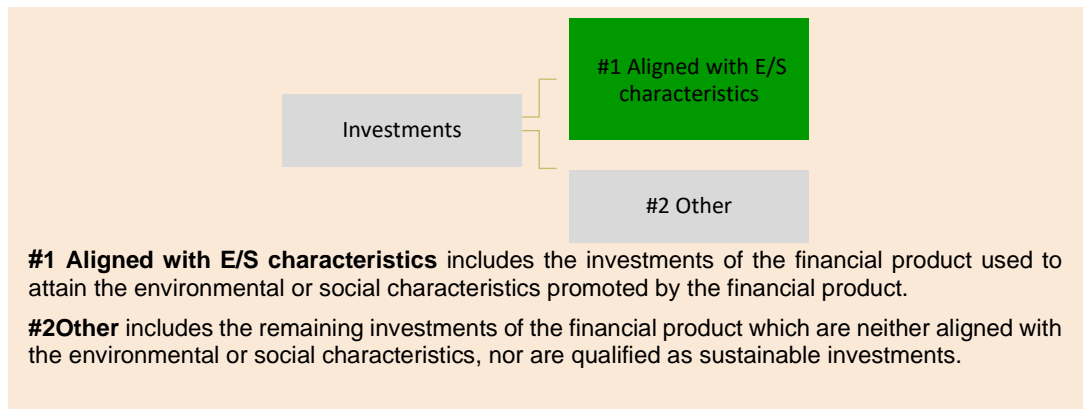 #1 Aligned with E/S
characteristics
Investments
#2 Other
#1 Aligned with E/S characteristics includes the investments of the financial product used to
attain the environmental or social characteristics promoted by the financial product.
#2Other includes the remaining investments of the financial product which are neither aligned with
the environmental or social characteristics, nor are qualified as sustainable investments.